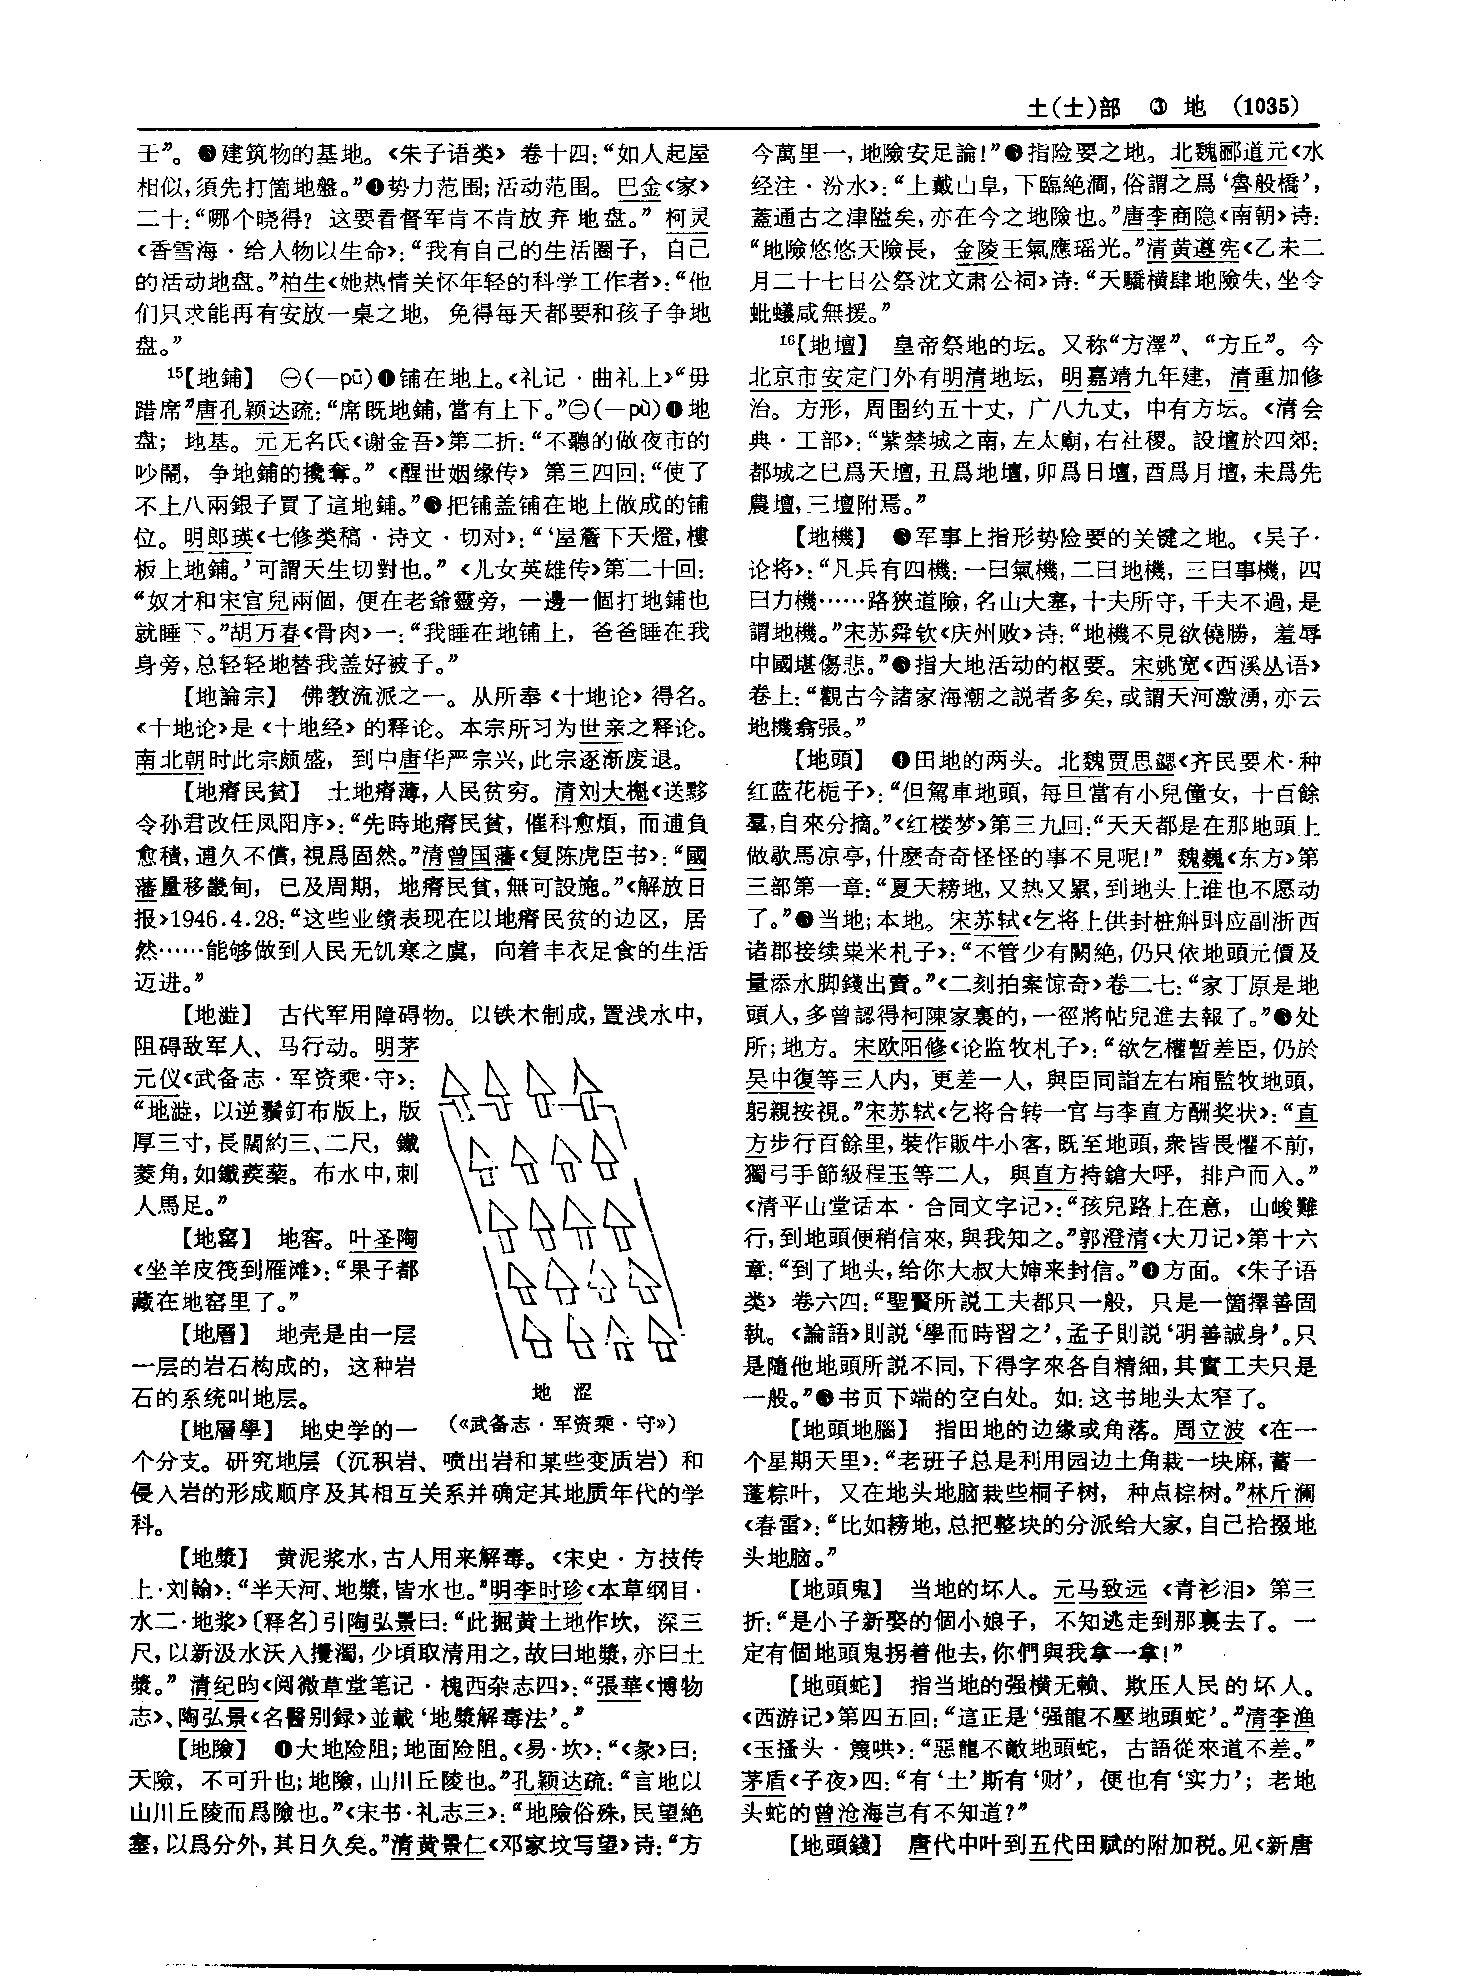 土(士)部　③　地　(1035)
壬”。❸建筑物的基地。《朱子语类》卷十四：“如人起屋
相似，須先打箇地盤。”❹势力范围；活动范围。巴金《家》
二十：“哪个晓得？这要看督军肯不肯放弃地盘。”柯灵
《香雪海·给人物以生命》：“我有自己的生活圈子，自己
的活动地盘。”柏生《她热情关怀年轻的科学工作者》：“他
们只求能再有安放一桌之地，免得每天都要和孩子争地
盘。”
15【地鋪】　㊀(—pū)❶铺在地上。《礼记·曲礼上》“毋
踖席”唐孔颖达疏：“席既地鋪，當有上下。”㊁(—pù)❶地
盘；地基。元无名氏《谢金吾》第二折：“不聽的做夜市的
吵鬧，争地鋪的攙奪。”《醒世姻缘传》第三四回：“使了
不上八兩銀子買了這地鋪。”❷把铺盖铺在地上做成的铺
位。明郎瑛《七修类稿·诗文·切对》：“‘屋簷下天燈，樓
板上地鋪。’可謂天生切對也。”《儿女英雄传》第二十回：
“奴才和宋官兒兩個，便在老爺靈旁，一邊一個打地鋪也
就睡下。”胡万春《骨肉》一：“我睡在地铺上，爸爸睡在我
身旁，总轻轻地替我盖好被子。”
【地論宗】　佛教流派之一。从所奉《十地论》得名。
《十地论》是《十地经》的释论。本宗所习为世亲之释论。
南北朝时此宗颇盛，到中唐华严宗兴，此宗逐渐废退。
【地瘠民貧】　土地瘠薄，人民贫穷。清刘大櫆《送黟
令孙君改任凤阳序》：“先時地瘠民貧，催科愈煩，而逋負
愈積，逋久不償，視爲固然。”清曾国藩《复陈虎臣书》：“國
藩量移畿甸，已及周期，地瘠民貧，無可設施。”《解放日
报》1946.4.28：“这些业绩表现在以地瘠民贫的边区，居
然……能够做到人民无饥寒之虞，向着丰衣足食的生活
迈进。”
【地澁】　古代军用障碍物。以铁木制成，置浅水中，
阻碍敌军人、马行动。明茅
元仪《武备志·军资乘·守》：
“地澁，以逆鬚釘布版上，版
厚三寸，長闊約三、二尺，鐵
菱角，如鐵蒺藜。布水中，刺
人馬足。”
【地窰】　地窖。叶圣陶
《坐羊皮筏到雁滩》：“果子都
藏在地窑里了。”
【地層】　地壳是由一层
一层的岩石构成的，这种岩
石的系统叫地层。
地　涩
（《武备志·军资乘·守》）
【地層學】　地史学的一
个分支。研究地层（沉积岩、喷出岩和某些变质岩）和
侵入岩的形成顺序及其相互关系并确定其地质年代的学
科。
【地漿】　黄泥浆水，古人用来解毒。《宋史·方技传
上·刘翰》：“半天河、地漿，皆水也。”明李时珍《本草纲目·
水二·地浆》〔释名〕引陶弘景曰：“此掘黄土地作坎，深三
尺，以新汲水沃入攪濁，少頃取清用之，故曰地漿，亦曰土
漿。”清纪昀《阅微草堂笔记·槐西杂志四》：“張華《博物
志》、陶弘景《名醫别録》並載‘地漿解毒法’。”
【地險】　❶大地险阻；地面险阻。《易·坎》：“《彖》曰：
天險，不可升也；地險，山川丘陵也。”孔颖达疏：“言地以
山川丘陵而爲險也。”《宋书·礼志三》：“地險俗殊，民望絶
塞，以爲分外，其日久矣。”清黄景仁《邓家坟写望》诗：“方
今萬里一，地險安足論！”❷指险要之地。北魏郦道元《水
经注·汾水》：“上戴山阜，下臨絶澗，俗謂之爲‘魯般橋’，
蓋通古之津隘矣，亦在今之地險也。”唐李商隐《南朝》诗：
“地險悠悠天險長，金陵王氣應瑶光。”清黄遵宪《乙未二
月二十七日公祭沈文肃公祠》诗：“天驕横肆地險失，坐令
蚍蟻咸無援。”
16【地壇】　皇帝祭地的坛。又称“方澤”、“方丘”。今
北京市安定门外有明清地坛，明嘉靖九年建，清重加修
治。方形，周围约五十丈，广八九丈，中有方坛。《清会
典·工部》：“紫禁城之南，左太廟，右社稷。設壇於四郊：
都城之巳爲天壇，丑爲地壇，卯爲日壇，酉爲月壇，未爲先
農壇，三壇附焉。”
【地機】　❶军事上指形势险要的关键之地。《吴子·
论将》：“凡兵有四機：一曰氣機，二曰地機，三曰事機，四
曰力機……路狹道險，名山大塞，十夫所守，千夫不過，是
謂地機。”宋苏舜钦《庆州败》诗：“地機不見欲僥勝，羞辱
中國堪傷悲。”❷指大地活动的枢要。宋姚宽《西溪丛语》
卷上：“觀古今諸家海潮之説者多矣，或謂天河激湧，亦云
地機翕張。”
【地頭】　❶田地的两头。北魏贾思勰《齐民要术·种
红蓝花栀子》：“但駕車地頭，每旦當有小兒僮女，十百餘
羣，自來分摘。”《红楼梦》第三九回：“天天都是在那地頭上
做歇馬凉亭，什麽奇奇怪怪的事不見呢！”魏巍《东方》第
三部第一章：“夏天耪地，又热又累，到地头上谁也不愿动
了。”❷当地；本地。宋苏轼《乞将上供封桩斛㪷应副浙西
诸郡接续粜米札子》：“不管少有闕絶，仍只依地頭元價及
量添水脚錢出賣。”《二刻拍案惊奇》卷二七：“家丁原是地
頭人，多曾認得柯陳家裏的，一徑將帖兒進去報了。”❸处
所；地方。宋欧阳修《论监牧札子》：“欲乞權暫差臣，仍於
吴中復等三人内，更差一人，與臣同詣左右廂監牧地頭，
躬親按視。”宋苏轼《乞将合转一官与李直方酬奖状》：“直
方步行百餘里，裝作販牛小客，既至地頭，衆皆畏懼不前，
獨弓手節級程玉等二人，與直方持鎗大呼，排户而入。”
《清平山堂话本·合同文字记》：“孩兒路上在意，山峻難
行，到地頭便稍信來，與我知之。”郭澄清《大刀记》第十六
章：“到了地头，给你大叔大婶来封信。”❹方面。《朱子语
类》卷六四：“聖賢所説工夫都只一般，只是一箇擇善固
執。《論語》則説‘學而時習之’，孟子則説‘明善誠身’。只
是隨他地頭所説不同，下得字來各自精細，其實工夫只是
一般。”❺书页下端的空白处。如：这书地头太窄了。
【地頭地腦】　指田地的边缘或角落。周立波《在一
个星期天里》：“老班子总是利用园边土角栽一块麻，蓄一
蓬粽叶，又在地头地脑栽些桐子树，种点棕树。”林斤澜
《春雷》：“比如耪地，总把整块的分派给大家，自己拾掇地
头地脑。”
【地頭鬼】　当地的坏人。元马致远《青衫泪》第三
折：“是小子新娶的個小娘子，不知逃走到那裏去了。一
定有個地頭鬼拐着他去，你們與我拿一拿！”
【地頭蛇】　指当地的强横无赖、欺压人民的坏人。
《西游记》第四五回：“這正是‘强龍不壓地頭蛇’。”清李渔
《玉搔头·篾哄》：“惡龍不敵地頭蛇，古語從來道不差。”
茅盾《子夜》四：“有‘土’斯有‘财’，便也有‘实力’；老地
头蛇的曾沧海岂有不知道？”
【地頭錢】　唐代中叶到五代田赋的附加税。见《新唐